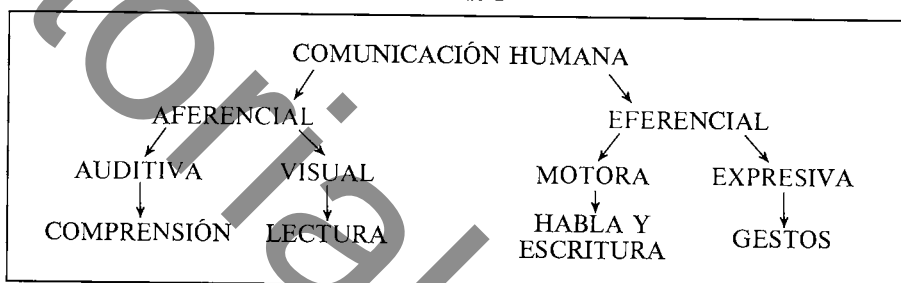 COMUNICACIÓN HUMANA
AFERENCIAL EFERENCIAL
AUDITIVA VISUAL MOTORA EXPRESIVA
COMPRENSIÓN LECTURA HABLA Y ESCRITURA GESTOS